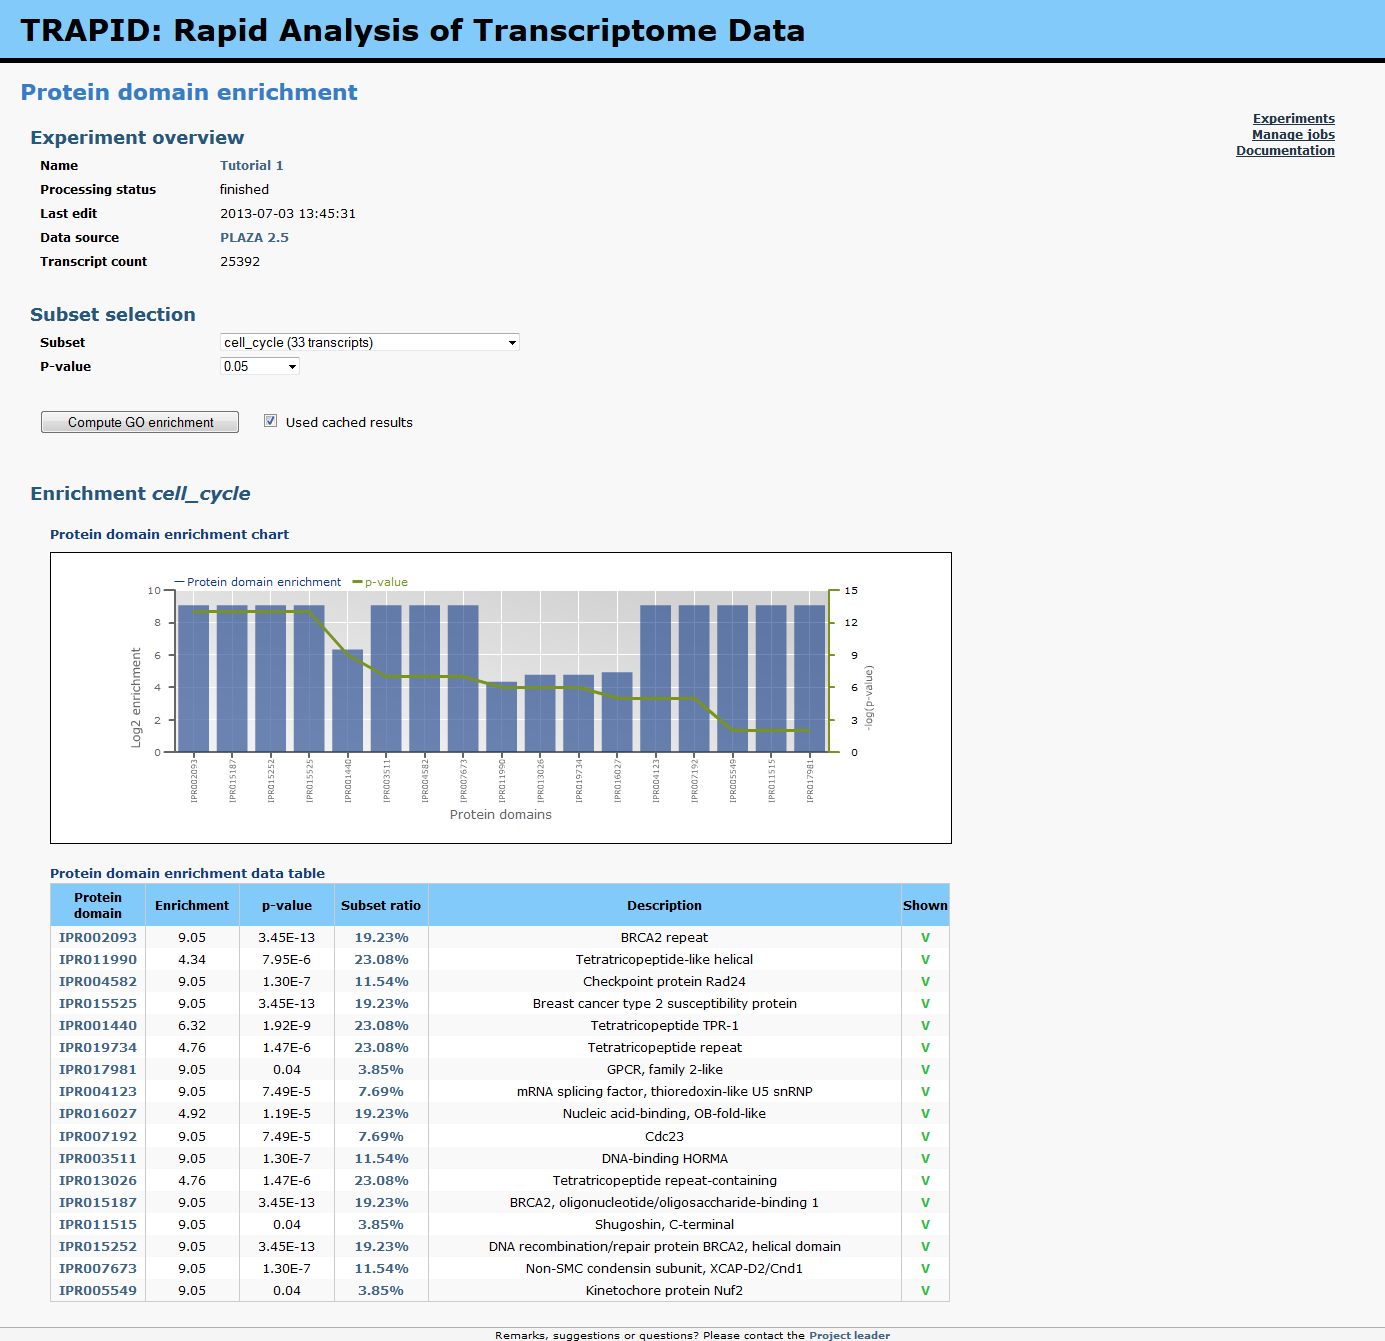 TRAPID: Rapid Analysis of Transcriptome Data
Protein domain enrichment
Experiments
Manage jobs
Documentation
Experiment overview
Name Tutorial 1
Processing status finished
Last edit 2013-07-03 13:45:31
Data source PLAZA 2.5
Transcript count 25392
Subset selection
Subset cell_cycle (33 transcripts)
P-value 0.05
Compute GO enrichment Used cached results
Enrichment cell_cycle
Protein domain enrichment chart
Protein domain enrichment p-value
10 15
8 12
6 9
4 6
2 3
0 0
Log2 enrichment
-log(p-value)
IPR002093 IPR015187 IPR015252 IPR015525 IPR001440 IPR003511 IPR004582 IPR007673 IPR011990 IPR013026 IPR019734 IPR016027 IPR004123 IPR007192 IPR005549 IPR011515 IPR017981
Protein domains
Protein domain enrichment data table
Protein domain Enrichment p-value Subset ratio Description Shown
IPR002093 9.05 3.45E-13 19.23% BRCA2 repeat V
IPR011990 4.34 7.95E-6 23.08% Tetratricopeptide-like helical V
IPR004582 9.05 1.30E-7 11.54% Checkpoint protein Rad24 V
IPR015525 9.05 3.45E-13 19.23% Breast cancer type 2 susceptibility protein V
IPR001440 6.32 1.92E-9 23.08% Tetratricopeptide TPR-1 V
IPR019734 4.76 1.47E-6 23.08% Tetratricopeptide repeat V
IPR017981 9.05 0.04 3.85% GPCR, family 2-like V
IPR004123 9.05 7.49E-5 7.69% mRNA splicing factor, thioredoxin-like U5 snRNP V
IPR016027 4.92 1.19E-5 19.23% Nucleic acid-binding, OB-fold-like V
IPR007192 9.05 7.49E-5 7.69% Cdc23 V
IPR003511 9.05 1.30E-7 11.54% DNA-binding HORMA V
IPR013026 4.76 1.47E-6 23.08% Tetratricopeptide repeat-containing V
IPR015187 9.05 3.45E-13 19.23% BRCA2, oligonucleotide/oligosaccharide-binding 1 V
IPR011515 9.05 0.04 3.85% Shugoshin, C-terminal V
IPR015252 9.05 3.45E-13 19.23% DNA recombination/repair protein BRCA2, helical domain V
IPR007673 9.05 1.30E-7 11.54% Non-SMC condensin subunit, XCAP-D2/Cnd1 V
IPR005549 9.05 0.04 3.85% Kinetochore protein Nuf2 V
Remarks, suggestions or questions? Please contact the Project leader